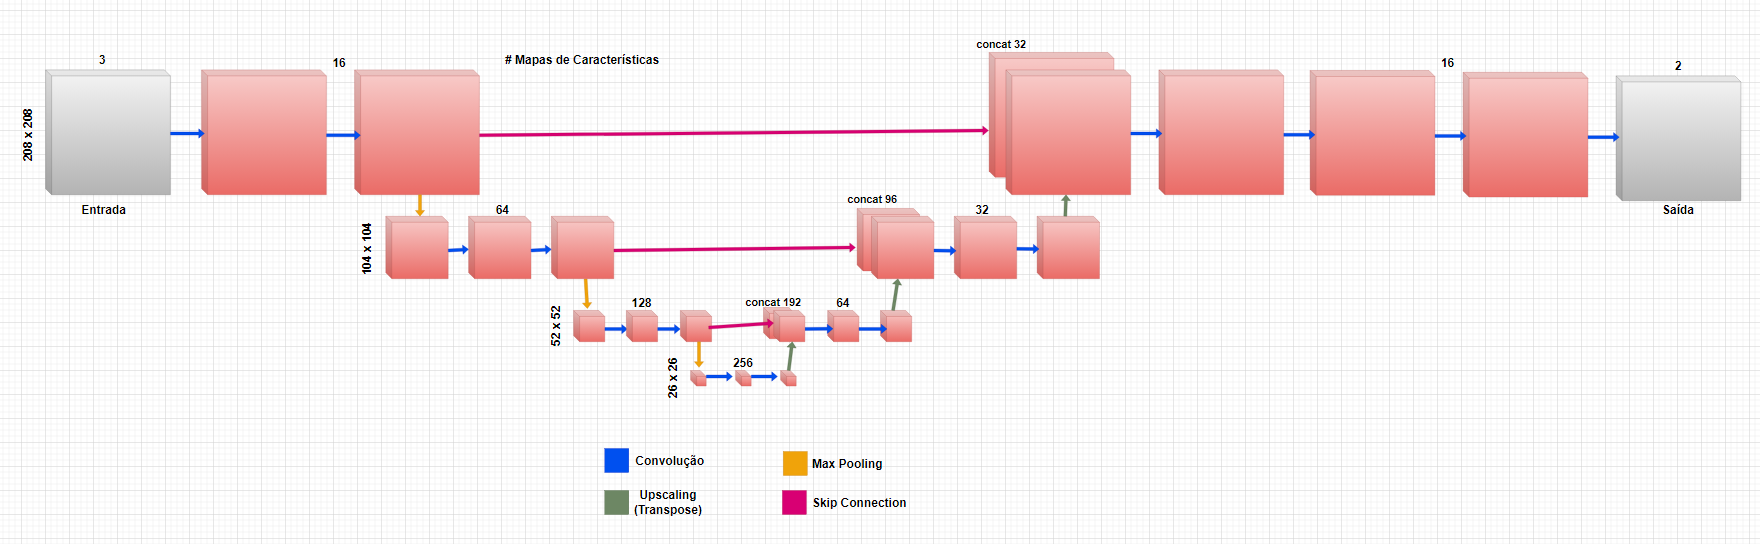 concat 32
3
16
# Mapas de Característifcas
16
2
208 x 208
Entrada
Saída
concat 96
64
32
104 x 104
concat 192
128
64
52 x 52
256
26 x 26
Convolução
Max Pooling
Upscaling
(Transpose)
Skip Connection